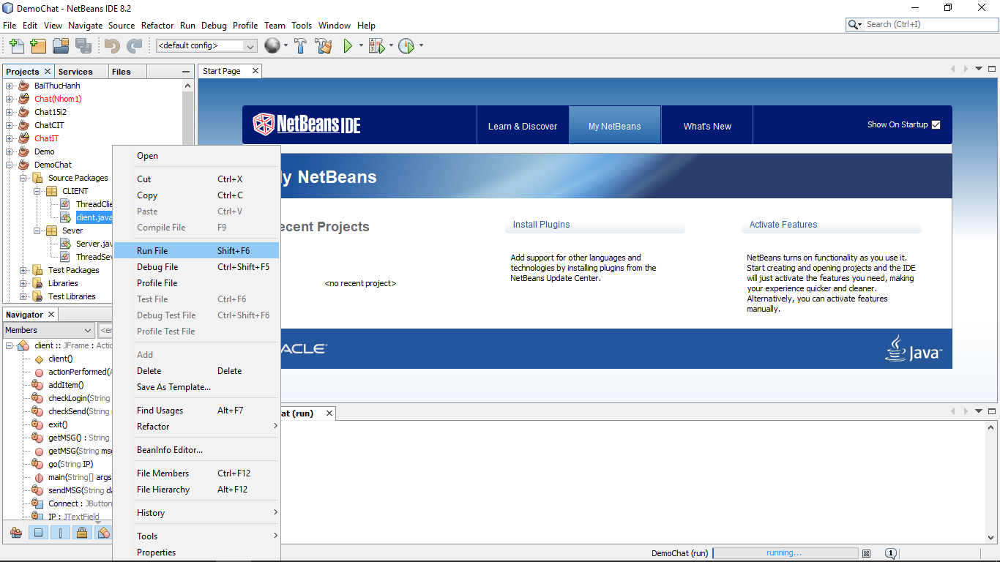 DemoChat - NetBeans IDE 8.2
File Edit View Navigate Source Refactor Run Debug Profile Team Tools Window Help
Search (Ctrl+I)
<default config>
Projects Services Files
Start Page
BaiThucHanh
Chat(Nhom1)
Chat15i2
ChatCIT
ChatIT
Demo
DemoChat
Source Packages
CLIENT
ThreadClie
client.java
Sever
Server.jav
ThreadSev
Test Packages
Libraries
Test Libraries
Navigator
Members
<en
client :: JFrame : Actio
client()
actionPerformed(A
addItem()
checkLogin(String
checkSend(String m
exit()
getMSG() : String
getMSG(String msg
go(String IP)
main(String[] args
sendMSG(String da
Connect : JButton
IP : JTextField
Open
Cut Ctrl+X
Copy Ctrl+C
Paste Ctrl+V
Compile File F9
Run File Shift+F6
Debug File Ctrl+Shift+F5
Profile File
Test File Ctrl+F6
Debug Test File Ctrl+Shift+F6
Profile Test File
Add
Delete Delete
Save As Template...
Find Usages Alt+F7
Refactor
BeanInfo Editor...
File Members Ctrl+F12
File Hierarchy Alt+F12
History
Tools
Properties
NetBeans IDE
Learn & Discover
My NetBeans
What's New
Show On Startup
y NetBeans
ecent Projects
<no recent project>
Install Plugins
Add support for other languages and
technologies by installing plugins from the
NetBeans Update Center.
Activate Features
NetBeans turns on functionality as you use it.
Start creating and opening projects and the IDE
will just activate the features you need, making
your experience quicker and cleaner.
Alternatively, you can activate features
manually.
ACLE
Java™
at (run)
DemoChat (run) running...
1